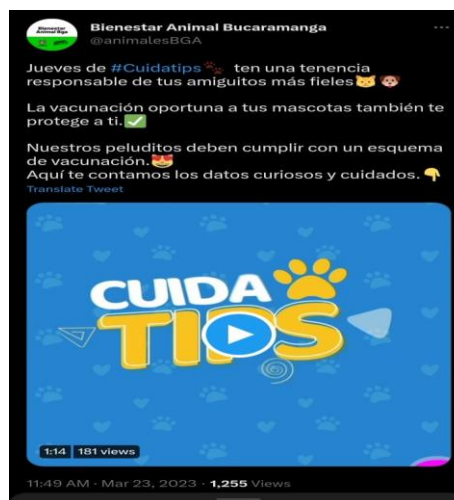 Bienestar
Animal Bga
Bienestar Animal Bucaramanga
@animalesBGA
Jueves de #Cuidatips🐾 ten una tenencia
responsable de tus amiguitos más fieles🐱 🐶
La vacunación oportuna a tus mascotas también te
protege a ti.✅
Nuestros peluditos deben cumplir con un esquema
de vacunación.😻
Aquí te contamos los datos curiosos y cuidados. 👇
Translate Tweet
CUIDA
TIPS
1:14 181 views
11:49 AM · Mar 23, 2023 · 1,255 Views